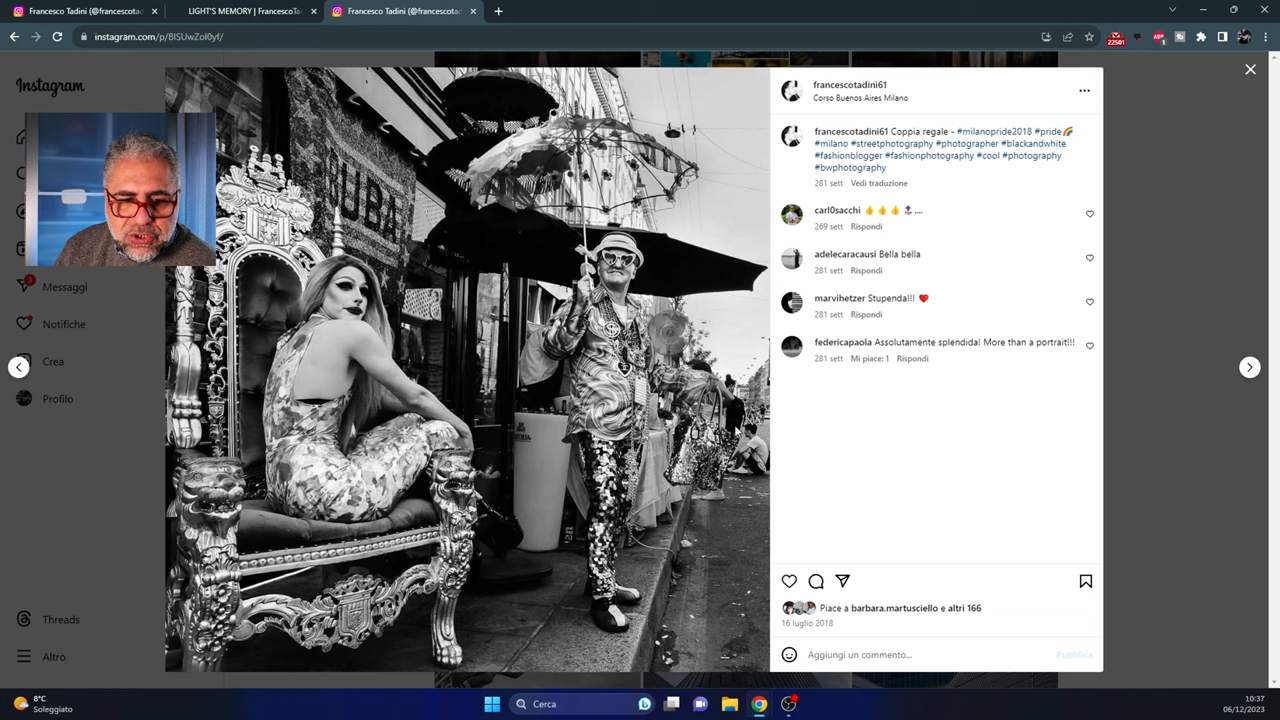 Francesco Tadini (@francescotad
LIGHT'S MEMORY | FrancescoTa
Francesco Tadini (@francescotad
instagram.com/p/BlSUwZol0yf/
22501
1
Instagram
1
Messaggi
Notifiche
Crea
Profilo
Threads
Altro
francescotadini61
Corso Buenos Aires Milano
francescotadini61 Coppia regale - #milanopride2018 #pride🌈
#milano #streetphotography #photographer #blackandwhite
#fashionblogger #fashionphotography #cool #photography
#bwphotography
281 sett Vedi traduzione
carl0sacchi 👍 👍 👍 🔝 ....
269 sett Rispondi
adelecaracausi Bella bella
281 sett Rispondi
marvihetzer Stupenda!!! ❤️
281 sett Rispondi
federicapaola Assolutamente splendida! More than a portrait!!!
281 sett Mi piace: 1 Rispondi
Piace a barbara.martusciello e altri 166
16 luglio 2018
Aggiungi un commento...
Pubblica
8°C
Soleggiato
Cerca
10:37
06/12/2023